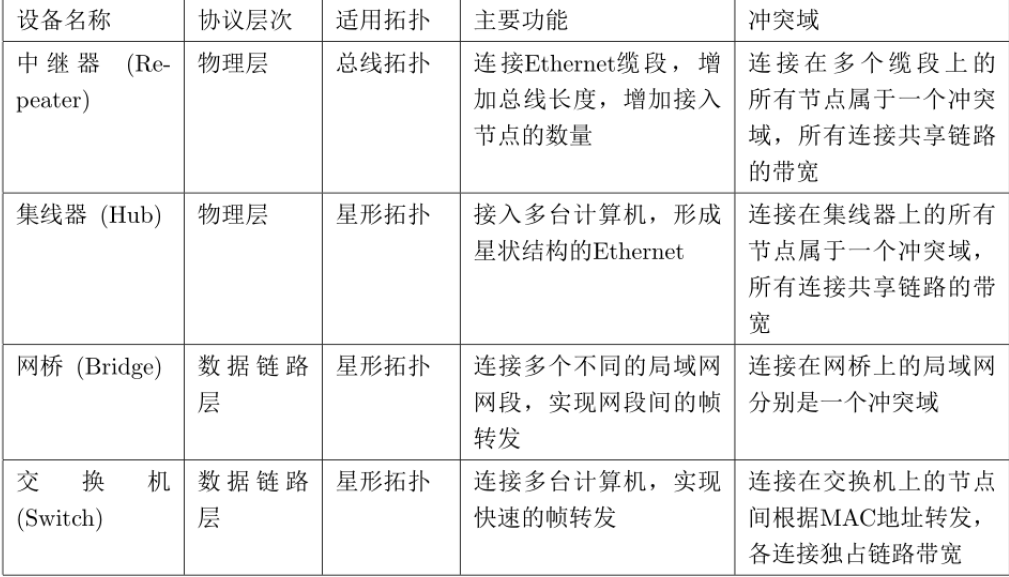 设备名称 协议层次 适用拓扑 主要功能 冲突域
中继器 (Re-
peater)
物理层
总线拓扑
连接Ethernet缆段，增
加总线长度，增加接入
节点的数量
连接在多个缆段上的
所有节点属于一个冲突
域，所有连接共享链路
的带宽
集线器 (Hub)
物理层
星形拓扑
接入多台计算机，形成
星状结构的Ethernet
连接在集线器上的所有
节点属于一个冲突域，
所有连接共享链路的带
宽
网桥 (Bridge)
数据链路
层
星形拓扑
连接多个不同的局域网
网段，实现网段间的帧
转发
连接在网桥上的局域网
分别是一个冲突域
交换机
(Switch)
数据链路
层
星形拓扑
连接多台计算机，实现
快速的帧转发
连接在交换机上的节点
间根据MAC地址转发，
各连接独占链路带宽